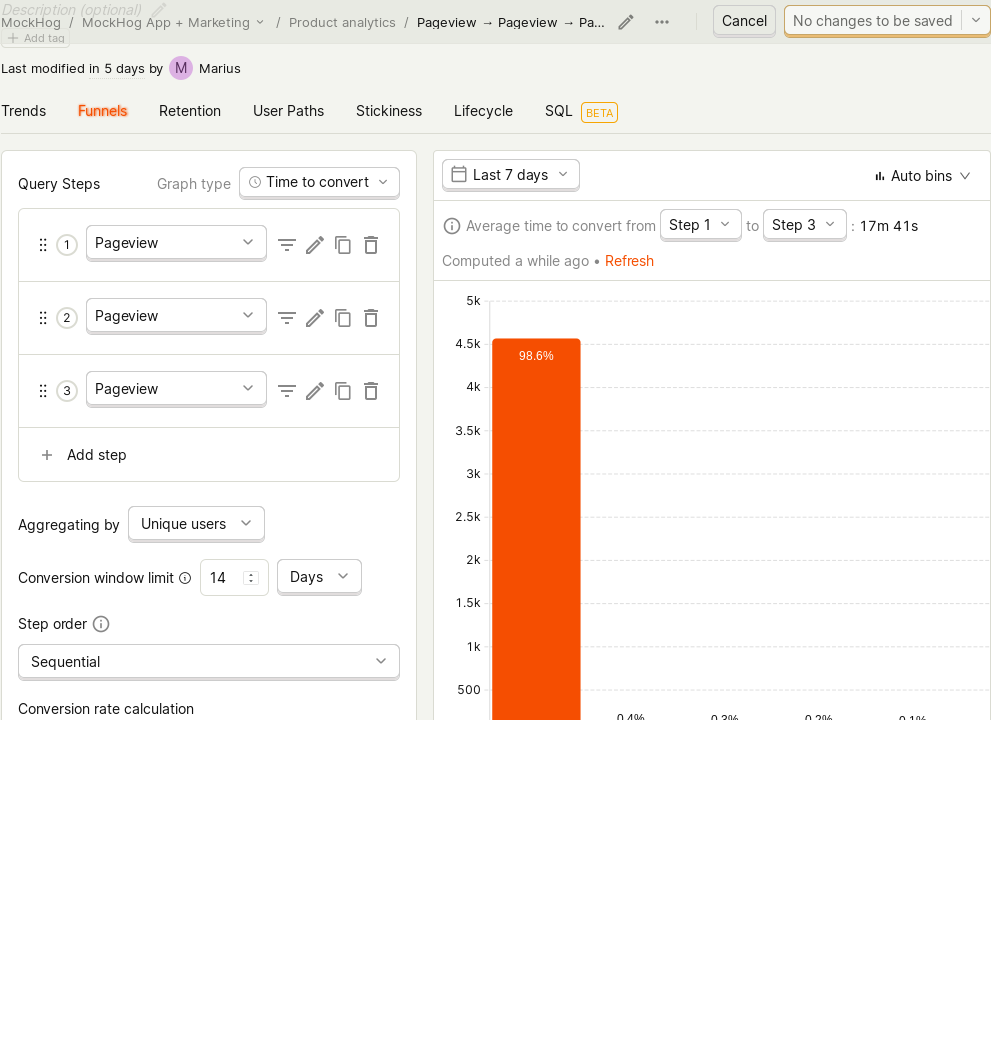 Description (optional)
MockHog / MockHog App + Marketing / Product analytics / Pageview → Pageview → Pa... Cancel No changes to be saved
Add tag
Last modified in 5 days by M Marius
Trends Funnels Retention User Paths Stickiness Lifecycle SQL BETA
Query Steps Graph type Time to convert
1 Pageview
2 Pageview
3 Pageview
Add step
Aggregating by Unique users
Conversion window limit 14 Days
Step order
Sequential
Conversion rate calculation
Last 7 days Auto bins
Average time to convert from Step 1 to Step 3 : 17m 41s
Computed a while ago • Refresh
5k
4.5k
98.6%
4k
3.5k
3k
2.5k
2k
1.5k
1k
500
0.4% 0.3% 0.2% 0.1%